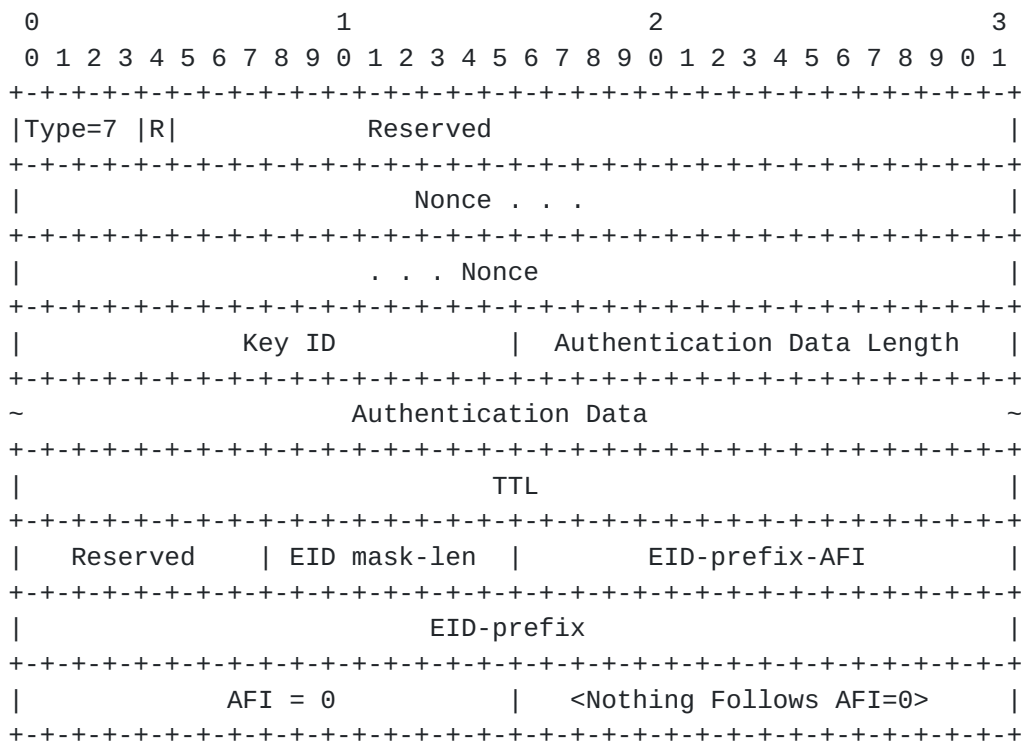 0                   1                   2                   3
 0 1 2 3 4 5 6 7 8 9 0 1 2 3 4 5 6 7 8 9 0 1 2 3 4 5 6 7 8 9 0 1
+-+-+-+-+-+-+-+-+-+-+-+-+-+-+-+-+-+-+-+-+-+-+-+-+-+-+-+-+-+-+-+-+
|Type=7 |R|            Reserved                                 |
+-+-+-+-+-+-+-+-+-+-+-+-+-+-+-+-+-+-+-+-+-+-+-+-+-+-+-+-+-+-+-+-+
|                         Nonce . . .                           |
+-+-+-+-+-+-+-+-+-+-+-+-+-+-+-+-+-+-+-+-+-+-+-+-+-+-+-+-+-+-+-+-+
|                      . . . Nonce                              |
+-+-+-+-+-+-+-+-+-+-+-+-+-+-+-+-+-+-+-+-+-+-+-+-+-+-+-+-+-+-+-+-+
|              Key ID           |  Authentication Data Length   |
+-+-+-+-+-+-+-+-+-+-+-+-+-+-+-+-+-+-+-+-+-+-+-+-+-+-+-+-+-+-+-+-+
~                     Authentication Data                       ~
+-+-+-+-+-+-+-+-+-+-+-+-+-+-+-+-+-+-+-+-+-+-+-+-+-+-+-+-+-+-+-+-+
|                              TTL                              |
+-+-+-+-+-+-+-+-+-+-+-+-+-+-+-+-+-+-+-+-+-+-+-+-+-+-+-+-+-+-+-+-+
|   Reserved    | EID mask-len  |        EID-prefix-AFI         |
+-+-+-+-+-+-+-+-+-+-+-+-+-+-+-+-+-+-+-+-+-+-+-+-+-+-+-+-+-+-+-+-+
|                          EID-prefix                           |
+-+-+-+-+-+-+-+-+-+-+-+-+-+-+-+-+-+-+-+-+-+-+-+-+-+-+-+-+-+-+-+-+
|             AFI = 0           |   <Nothing Follows AFI=0>     |
+-+-+-+-+-+-+-+-+-+-+-+-+-+-+-+-+-+-+-+-+-+-+-+-+-+-+-+-+-+-+-+-+